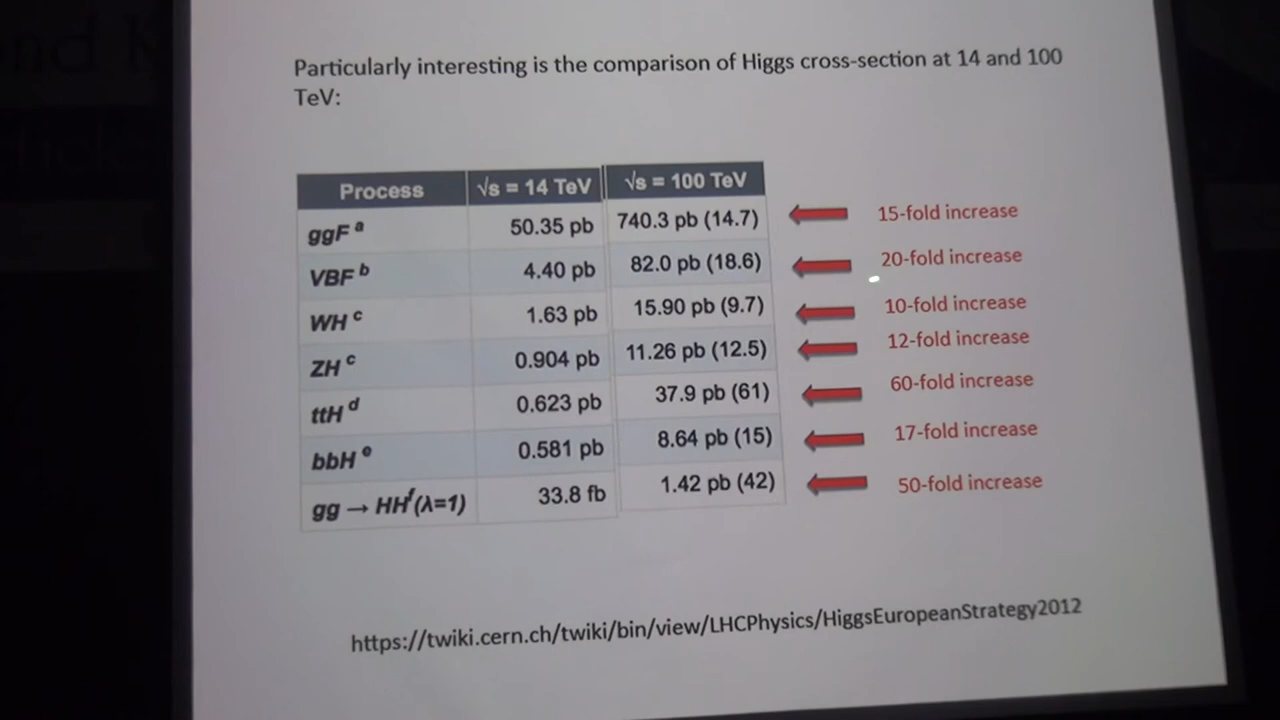 Particularly interesting is the comparison of Higgs cross-section at 14 and 100
TeV:
Process √s = 14 TeV √s = 100 TeV
ggF a 50.35 pb 740.3 pb (14.7) 15-fold increase
VBF b 4.40 pb 82.0 pb (18.6) 20-fold increase
WH c 1.63 pb 15.90 pb (9.7) 10-fold increase
ZH c 0.904 pb 11.26 pb (12.5) 12-fold increase
ttH d 0.623 pb 37.9 pb (61) 60-fold increase
bbH e 0.581 pb 8.64 pb (15) 17-fold increase
gg → HH f (λ=1) 33.8 fb 1.42 pb (42) 50-fold increase
https://twiki.cern.ch/twiki/bin/view/LHCPhysics/HiggsEuropeanStrategy2012